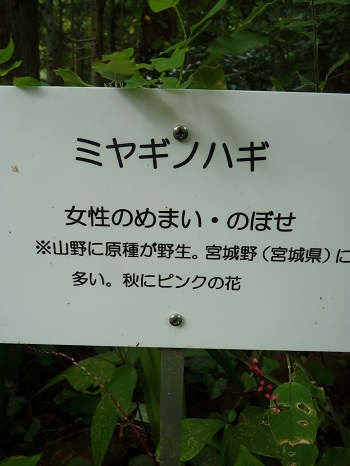 ミヤギノハギ
女性のめまい・のぼせ
※山野に原種が野生。宮城野（宮城県）に
多い。秋にピンクの花